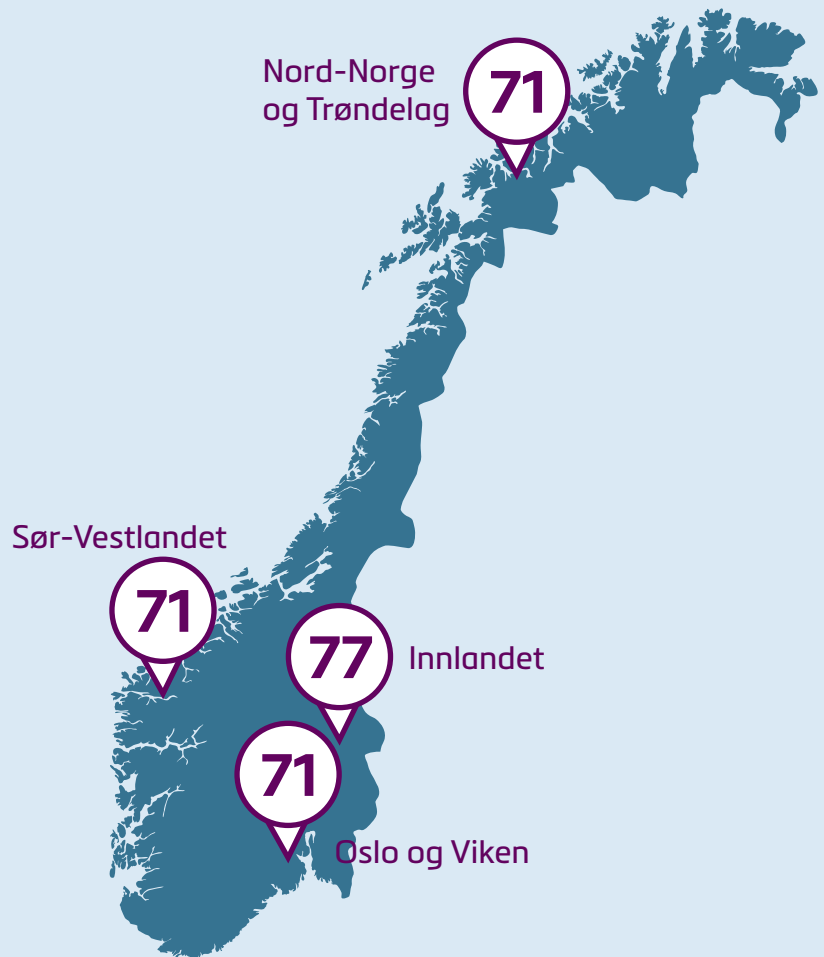 Nord-Norge
og Trøndelag
71
Sør-Vestlandet
71
77
Innlandet
71
Oslo og Viken